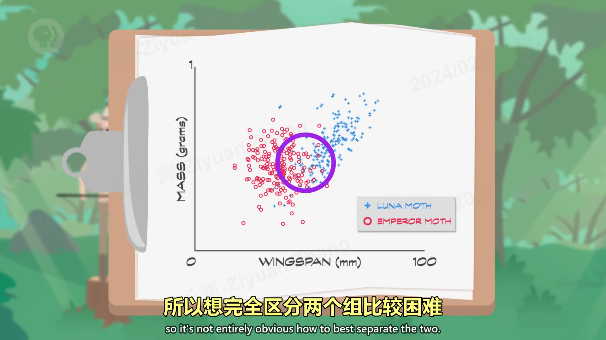 1
MASS (grams)
LUNA MOTH
EMPEROR MOTH
0 WINGSPAN (mm) 100
所以想完全区分两个组比较困难
so it's not entirely obvious how to best separate the two.